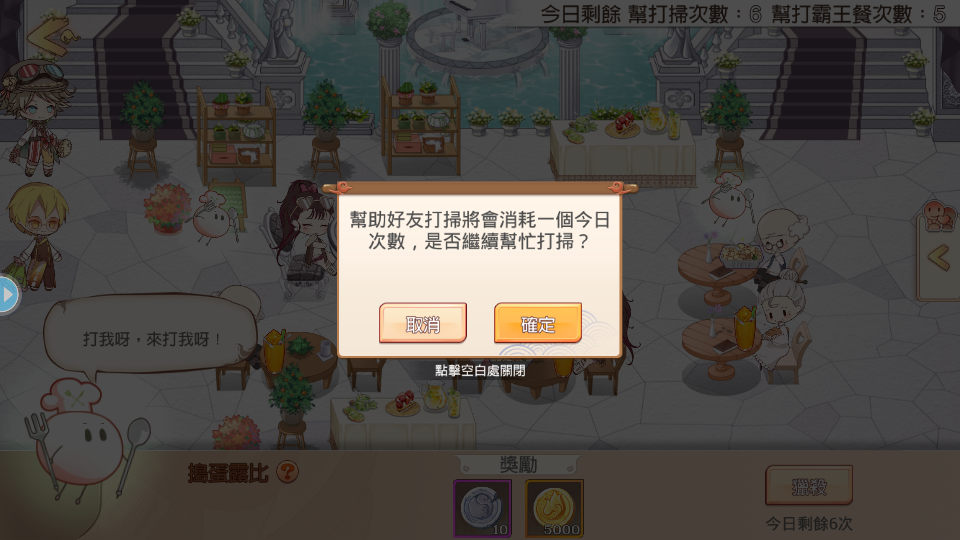 今日剩餘 幫打掃次數：6 幫打霸王餐次數：5
幫助好友打掃將會消耗一個今日
次數，是否繼續幫忙打掃？
取消
確定
點擊空白處關閉
打我呀，來打我呀！
搗蛋露比 ?
獎勵
10
5000
獵殺
今日剩餘6次